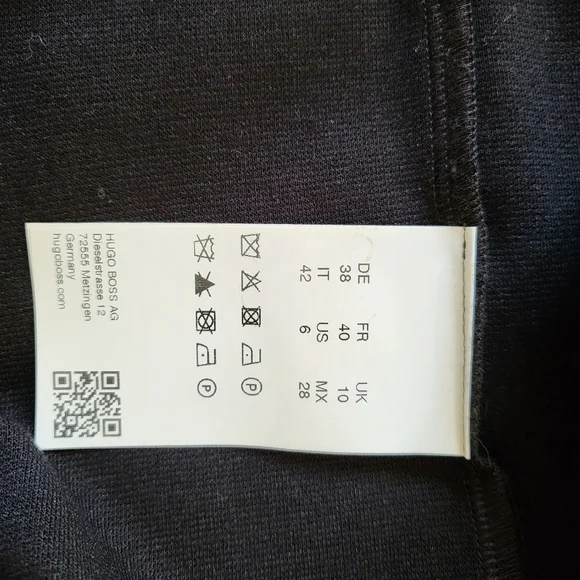 DE FR UK
38 40 10
IT US MX
42 6 28
P
P
HUGO BOSS AG
Dieselstrasse 12
72555 Metzingen
Germany
hugoboss.com